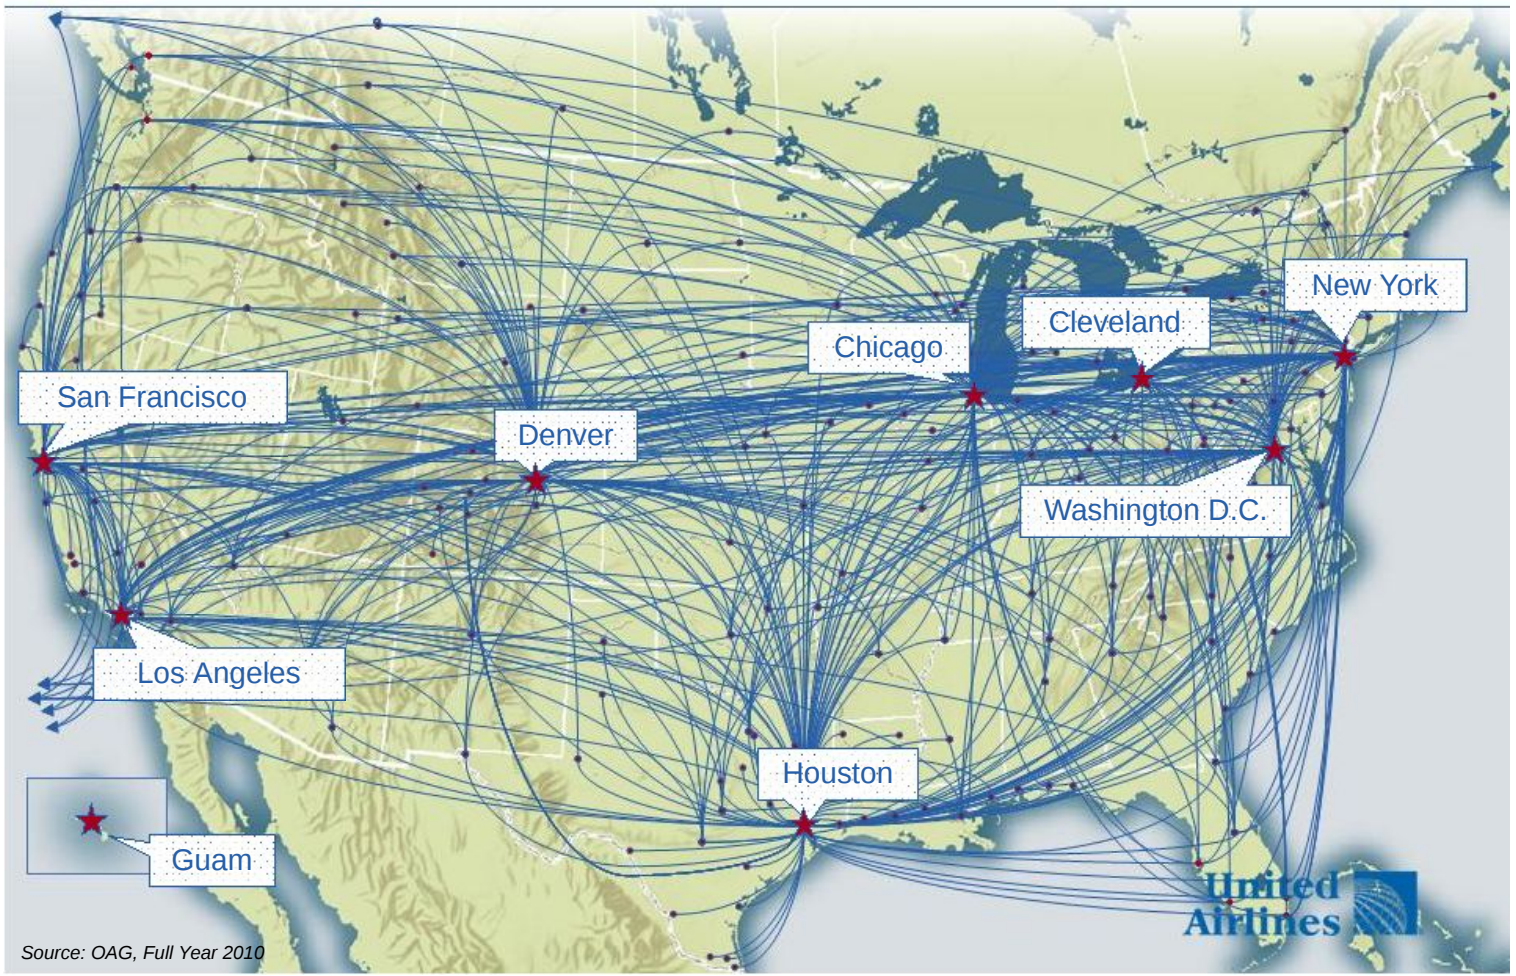 New York
Cleveland
Chicago
San Francisco
Denver
Washington D.C.
Los Angeles
Houston
Guam
United
Airlines
Source: OAG, Full Year 2010